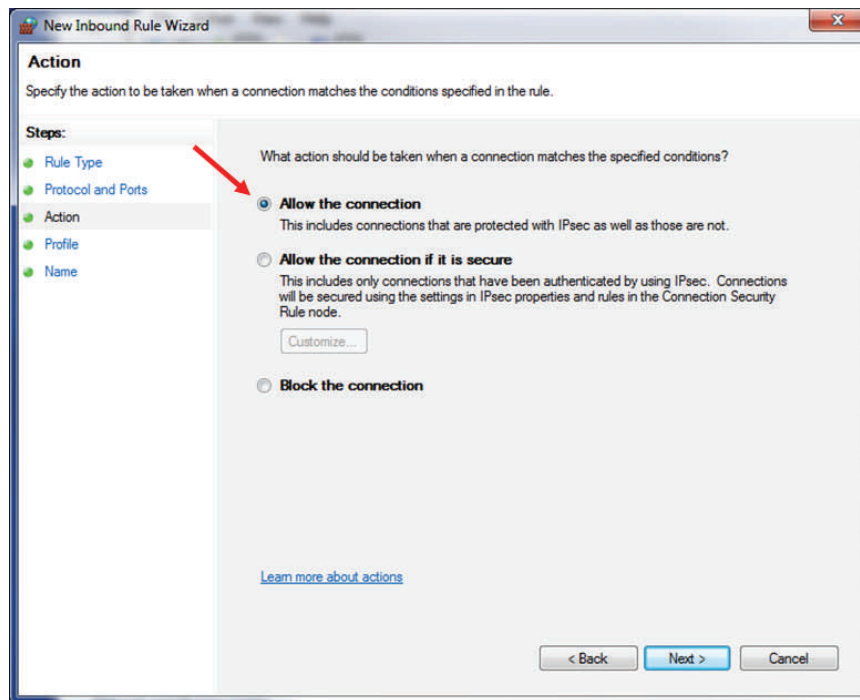 New Inbound Rule Wizard
Action
Specify the action to be taken when a connection matches the conditions specified in the rule.
Steps:
Rule Type
Protocol and Ports
Action
Profile
Name
What action should be taken when a connection matches the specified conditions?
Allow the connection
This includes connections that are protected with IPsec as well as those are not.
Allow the connection if it is secure
This includes only connections that have been authenticated by using IPsec. Connections
will be secured using the settings in IPsec properties and rules in the Connection Security
Rule node.
Customize...
Block the connection
Learn more about actions
< Back
Next >
Cancel